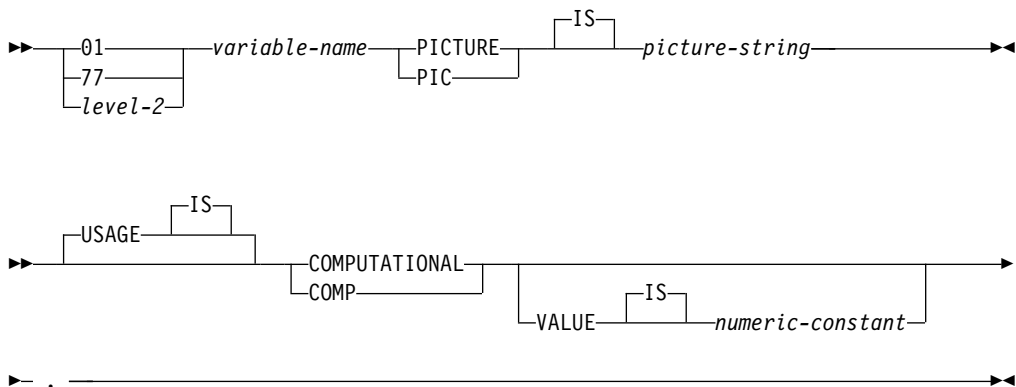 IS
01 variable-name PICTURE picture-string
77 PIC
level-2
IS
USAGE
COMPUTATIONAL
COMP IS
VALUE numeric-constant
.